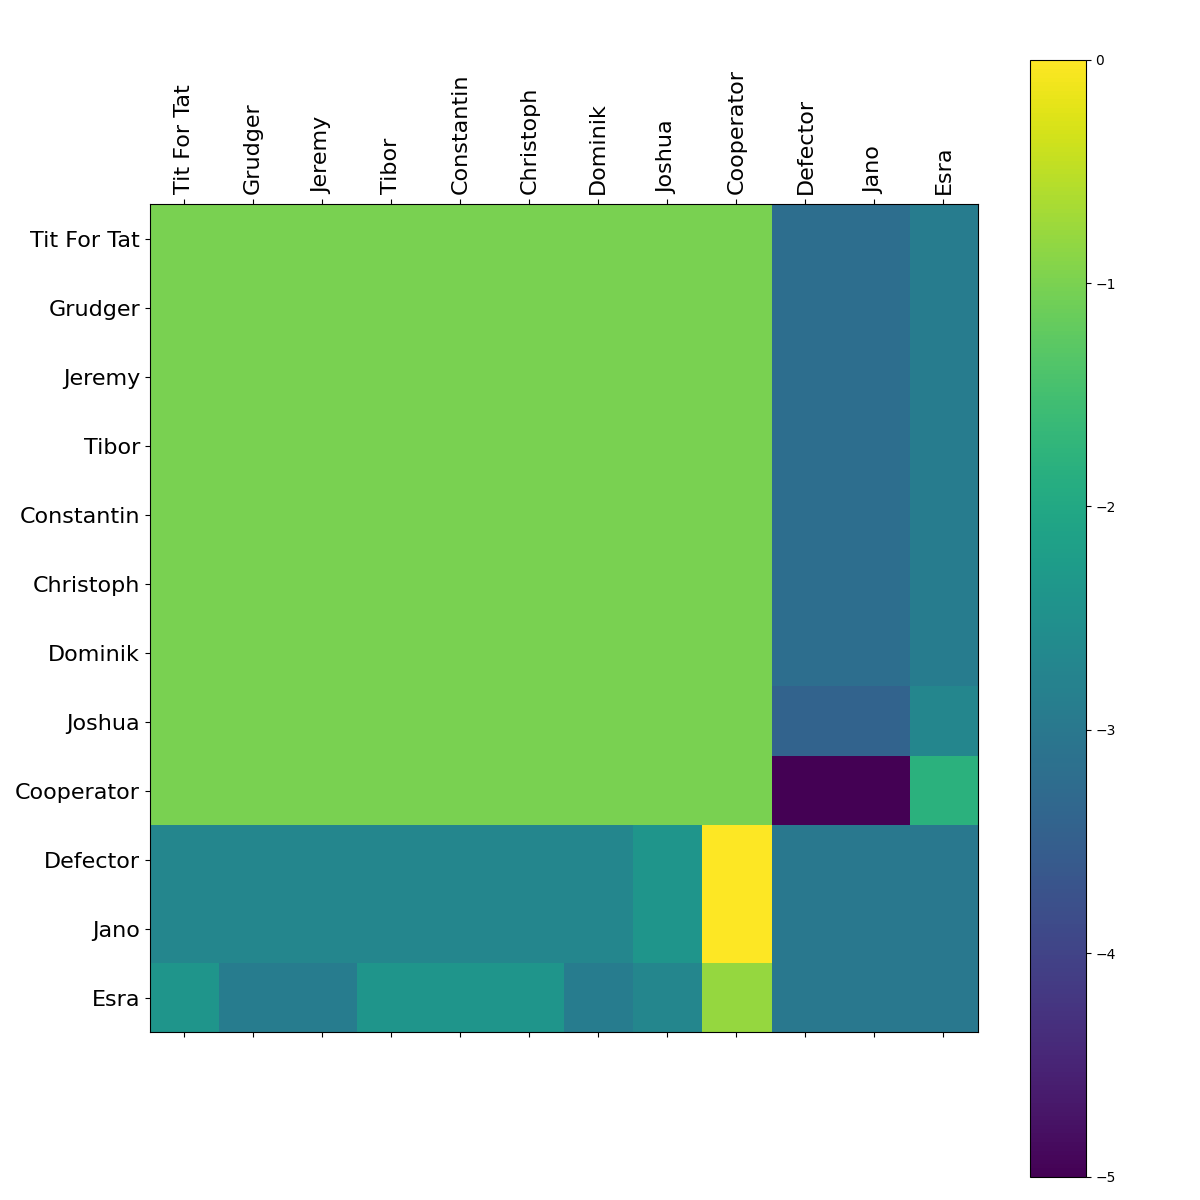 Tit For Tat
Grudger
Jeremy
Tibor
Constantin
Christoph
Dominik
Joshua
Cooperator
Defector
Jano
Esra
Tit For Tat
Grudger
Jeremy
Tibor
Constantin
Christoph
Dominik
Joshua
Cooperator
Defector
Jano
Esra
0
−1
−2
−3
−4
−5